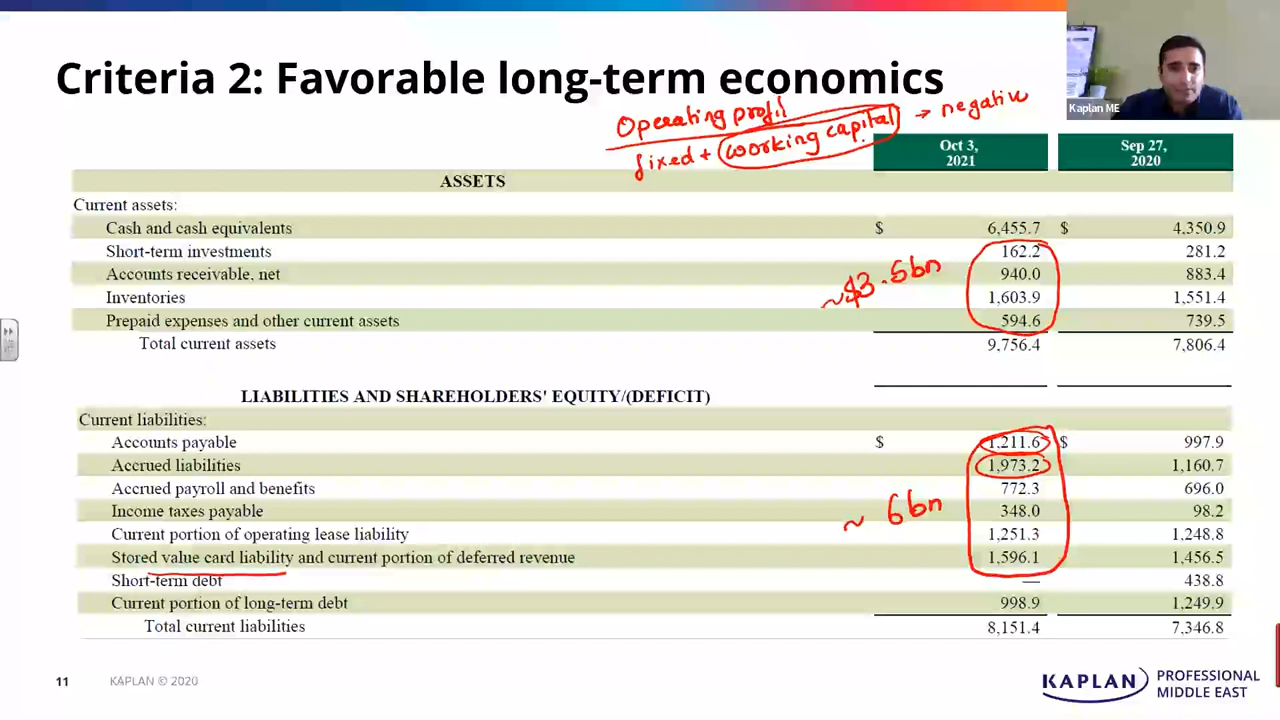 Criteria 2: Favorable long-term economics
Kaplan ME
Operating profit
fixed + working capital → negative
Oct 3, 2021 Sep 27, 2020
ASSETS
Current assets:
Cash and cash equivalents $ 6,455.7 $ 4,350.9
Short-term investments 162.2 281.2
Accounts receivable, net 940.0 883.4
~$3.5bn
Inventories 1,603.9 1,551.4
Prepaid expenses and other current assets 594.6 739.5
Total current assets 9,756.4 7,806.4
LIABILITIES AND SHAREHOLDERS' EQUITY/(DEFICIT)
Current liabilities:
Accounts payable $ 1,211.6 $ 997.9
Accrued liabilities 1,973.2 1,160.7
Accrued payroll and benefits 772.3 696.0
Income taxes payable 348.0 98.2
~ 6bn
Current portion of operating lease liability 1,251.3 1,248.8
Stored value card liability and current portion of deferred revenue 1,596.1 1,456.5
Short-term debt — 438.8
Current portion of long-term debt 998.9 1,249.9
Total current liabilities 8,151.4 7,346.8
11 KAPLAN © 2020
KAPLAN PROFESSIONAL MIDDLE EAST